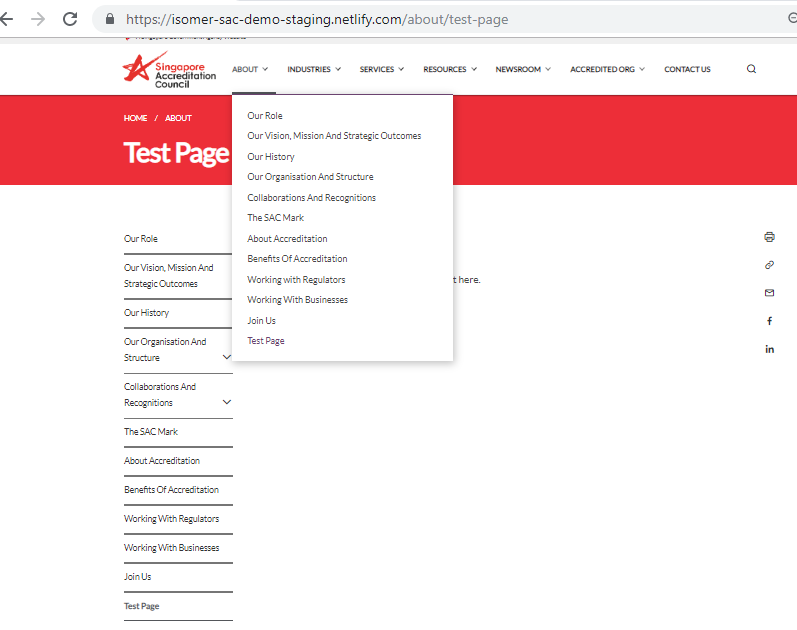 https://isomer-sac-demo-staging.netlify.com/about/test-page
Singapore
Accreditation
Council
ABOUT INDUSTRIES SERVICES RESOURCES NEWSROOM ACCREDITED ORG CONTACT US
HOME / ABOUT
Test Page
Our Role
Our Vision, Mission And Strategic Outcomes
Our History
Our Organisation And Structure
Collaborations And Recognitions
The SAC Mark
About Accreditation
Benefits Of Accreditation
Working with Regulators
Working With Businesses
Join Us
Test Page
Our Role
Our Vision, Mission And
Strategic Outcomes
Our History
Our Organisation And
Structure
Collaborations And
Recognitions
The SAC Mark
About Accreditation
Benefits Of Accreditation
Working With Regulators
Working With Businesses
Join Us
Test Page
here.